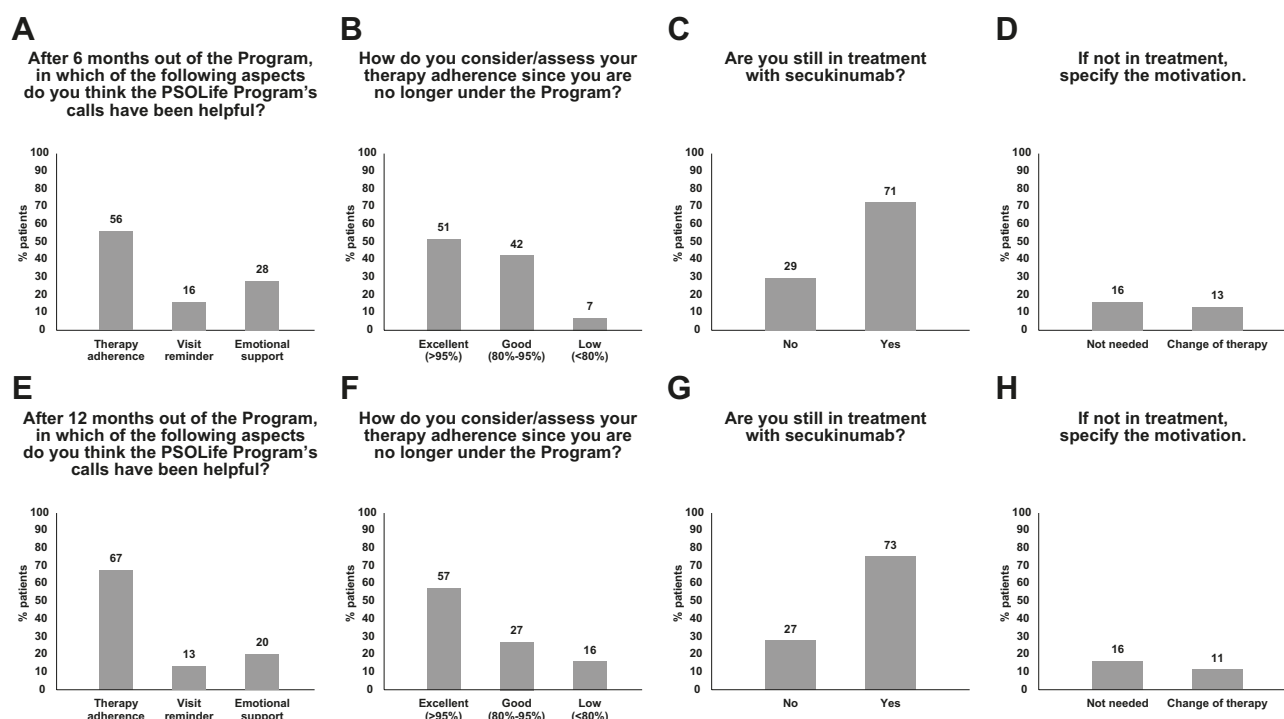 A
After 6 months out of the Program,
in which of the following aspects
do you think the PSOLife Program's
calls have been helpful?
% patients
100
90
80
70
60
50
40
30
20
10
0
56
16
28
Therapy adherence
Visit reminder
Emotional support
B
How do you consider/assess your
therapy adherence since you are
no longer under the Program?
% patients
100
90
80
70
60
50
40
30
20
10
0
51
42
7
Excellent (>95%)
Good (80%-95%)
Low (<80%)
C
Are you still in treatment
with secukinumab?
% patients
100
90
80
70
60
50
40
30
20
10
0
29
71
No
Yes
D
If not in treatment,
specify the motivation.
% patients
100
90
80
70
60
50
40
30
20
10
0
16
13
Not needed
Change of therapy
E
After 12 months out of the Program,
in which of the following aspects
do you think the PSOLife Program's
calls have been helpful?
% patients
100
90
80
70
60
50
40
30
20
10
0
67
13
20
Therapy adherence
Visit reminder
Emotional support
F
How do you consider/assess your
therapy adherence since you are
no longer under the Program?
% patients
100
90
80
70
60
50
40
30
20
10
0
57
27
16
Excellent (>95%)
Good (80%-95%)
Low (<80%)
G
Are you still in treatment
with secukinumab?
% patients
100
90
80
70
60
50
40
30
20
10
0
27
73
No
Yes
H
If not in treatment,
specify the motivation.
% patients
100
90
80
70
60
50
40
30
20
10
0
16
11
Not needed
Change of therapy